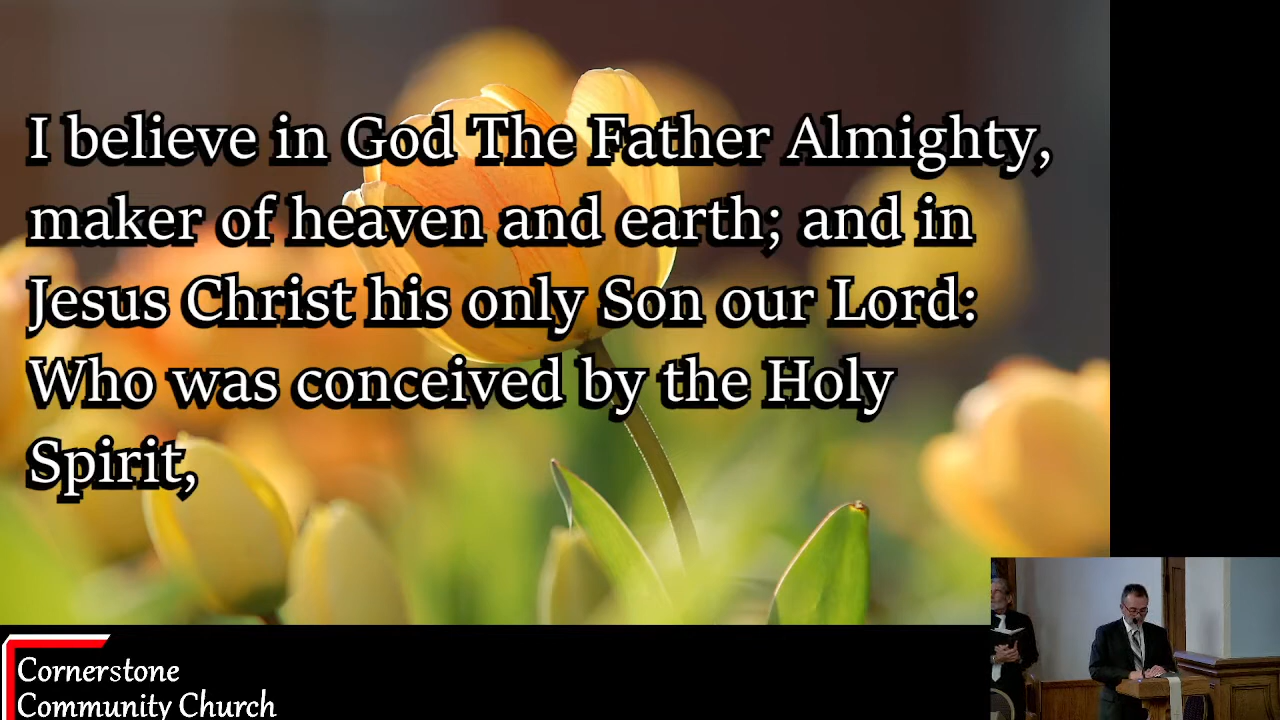 I believe in God The Father Almighty,
maker of heaven and earth; and in
Jesus Christ his only Son our Lord:
Who was conceived by the Holy
Spirit,
Cornerstone
Community Church